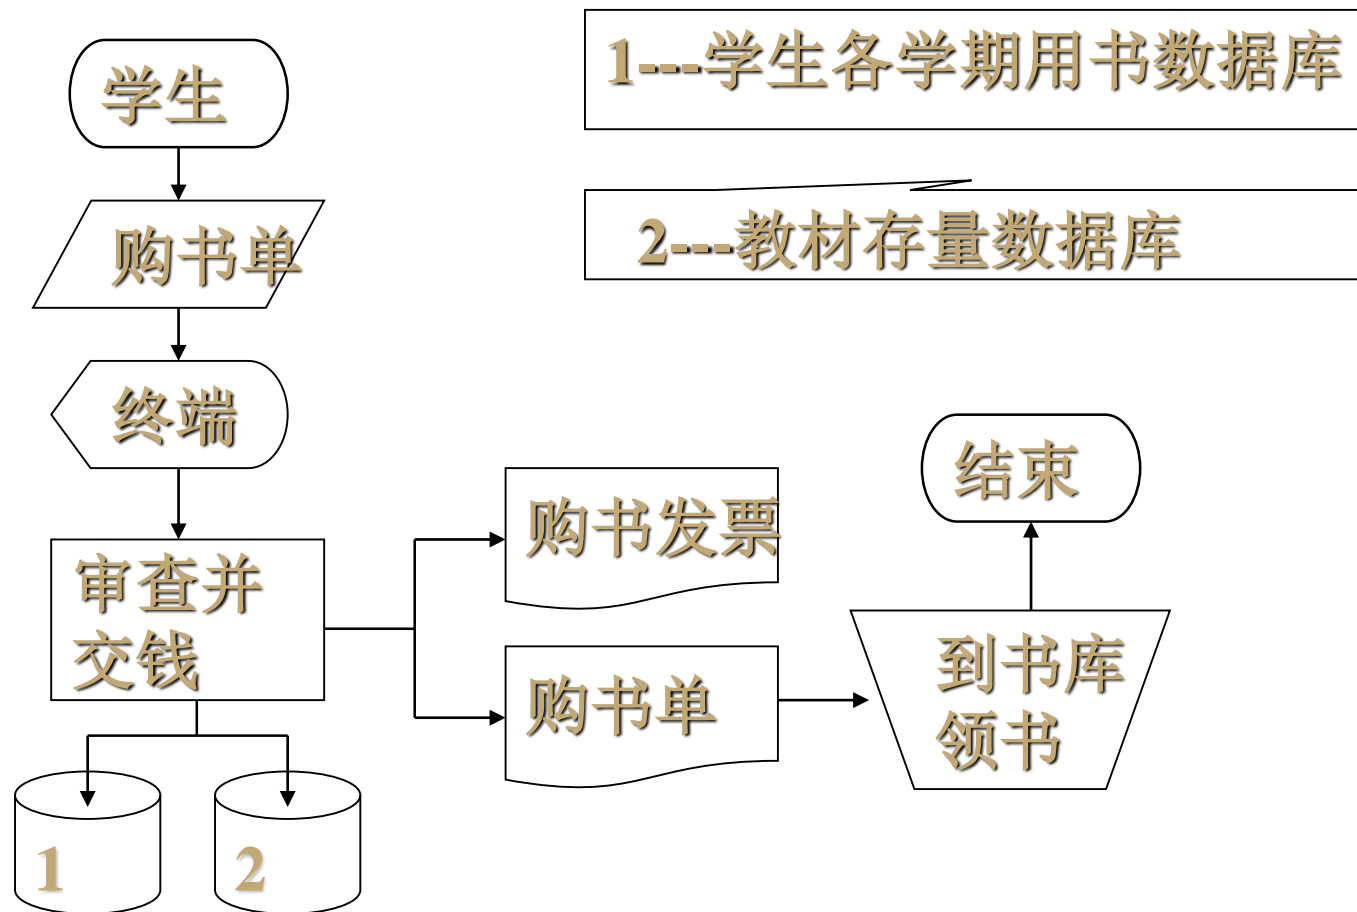 学生
1---学生各学期用书数据库
购书单
2---教材存量数据库
终端
结束
购书发票
审查并
交钱
购书单
到书库
领书
1
2